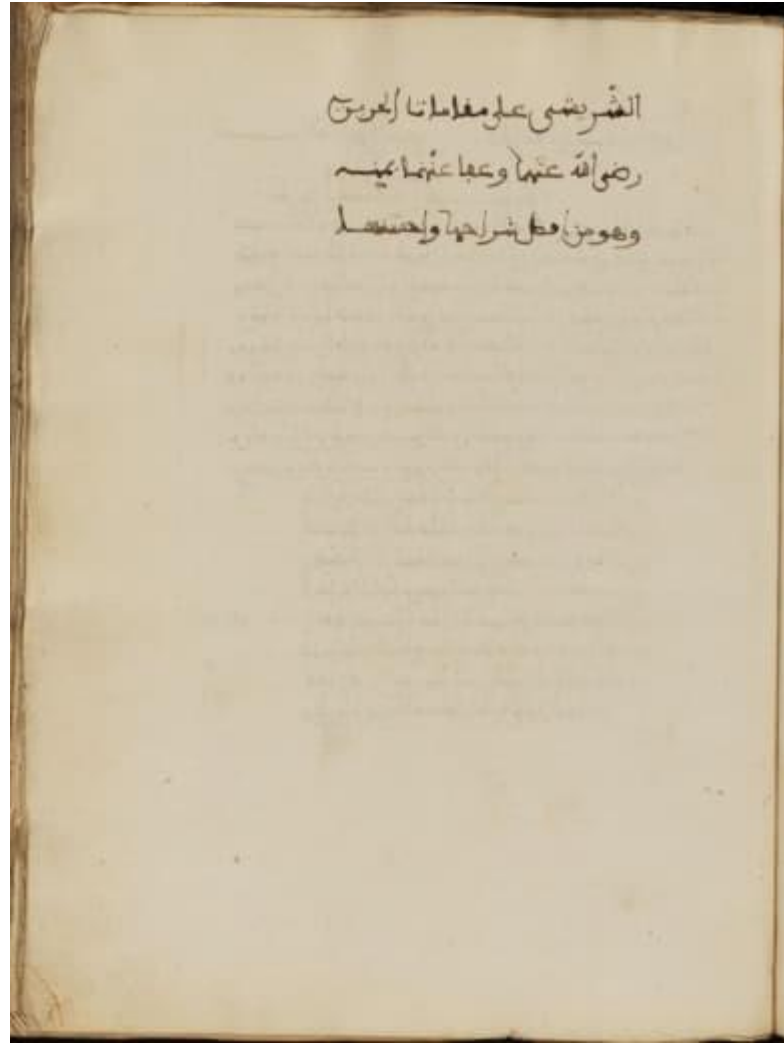 الشريشي على مقامات الحريري
رضي الله عنهما وعفا عنهما بمنه
وهو من افضل شراحها واحسنها